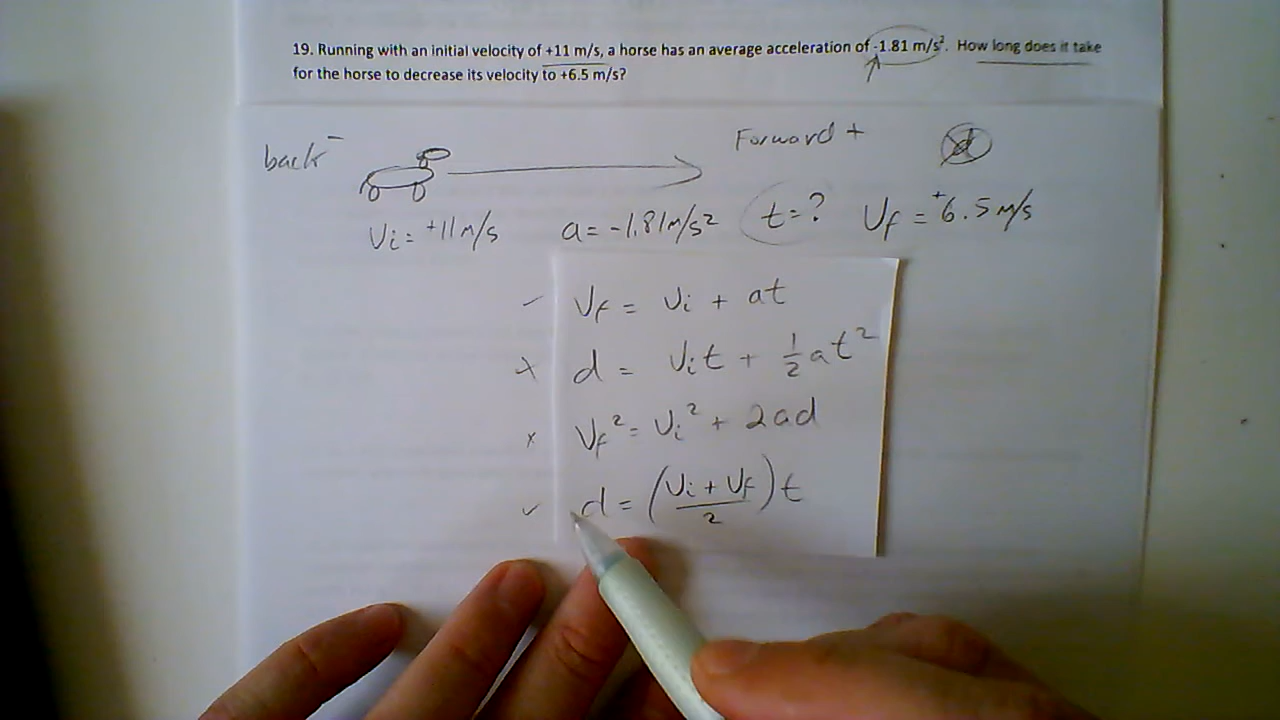 19. Running with an initial velocity of +11 m/s, a horse has an average acceleration of -1.81 m/s². How long does it take
for the horse to decrease its velocity to +6.5 m/s?
back - Forward + d
Vi = +11 m/s a = -1.81 m/s² t = ? Vf = +6.5 m/s
Vf = Vi + at
x d = Vit + 1/2 at²
x Vf² = Vi² + 2ad
✓ d = (Vi + Vf / 2) t